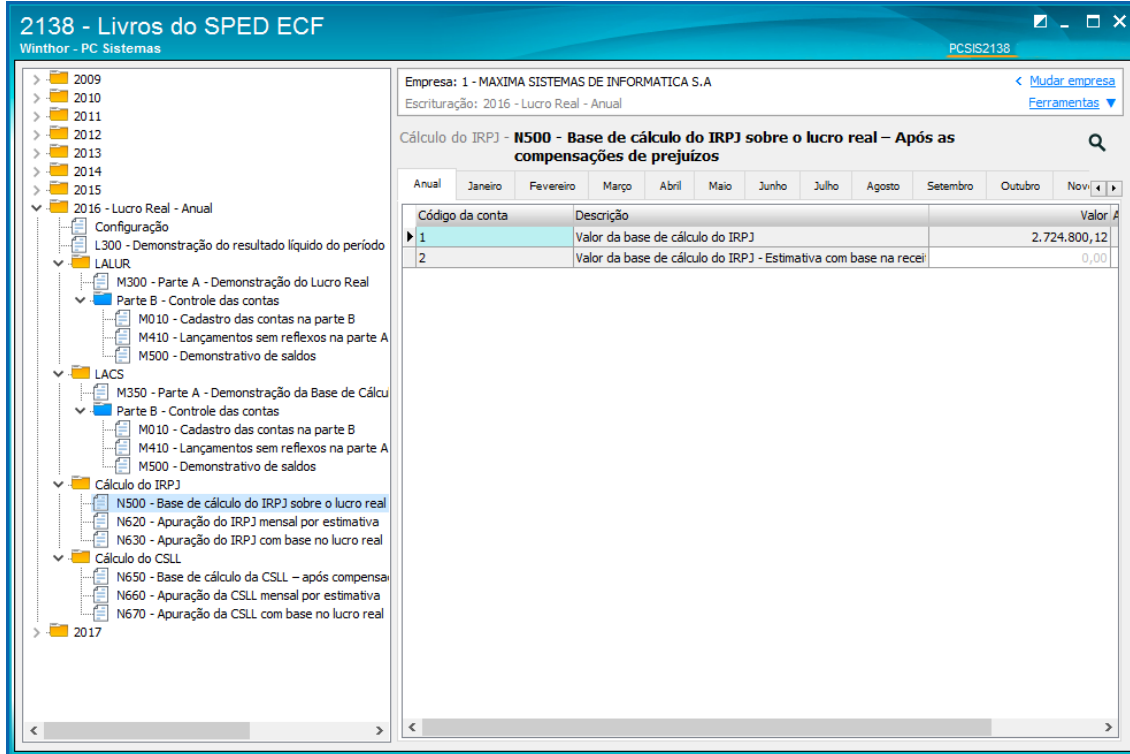 2138 - Livros do SPED ECF
Winthor - PC Sistemas
PCSIS2138
2009
2010
2011
2012
2013
2014
2015
2016 - Lucro Real - Anual
Configuração
L300 - Demonstração do resultado líquido do período
LALUR
M300 - Parte A - Demonstração do Lucro Real
Parte B - Controle das contas
M010 - Cadastro das contas na parte B
M410 - Lançamentos sem reflexos na parte A
M500 - Demonstrativo de saldos
LACS
M350 - Parte A - Demonstração da Base de Cálcu
Parte B - Controle das contas
M010 - Cadastro das contas na parte B
M410 - Lançamentos sem reflexos na parte A
M500 - Demonstrativo de saldos
Cálculo do IRPJ
N500 - Base de cálculo do IRPJ sobre o lucro real
N620 - Apuração do IRPJ mensal por estimativa
N630 - Apuração do IRPJ com base no lucro real
Cálculo do CSLL
N650 - Base de cálculo da CSLL – após compensa
N660 - Apuração da CSLL mensal por estimativa
N670 - Apuração da CSLL com base no lucro real
2017
Empresa: 1 - MAXIMA SISTEMAS DE INFORMATICA S.A < Mudar empresa
Escrituração: 2016 - Lucro Real - Anual Ferramentas ▼
Cálculo do IRPJ - N500 - Base de cálculo do IRPJ sobre o lucro real – Após as
compensações de prejuízos
Anual Janeiro Fevereiro Março Abril Maio Junho Julho Agosto Setembro Outubro Nov
Código da conta Descrição Valor A
1 Valor da base de cálculo do IRPJ 2.724.800,12
2 Valor da base de cálculo do IRPJ - Estimativa com base na recei 0,00